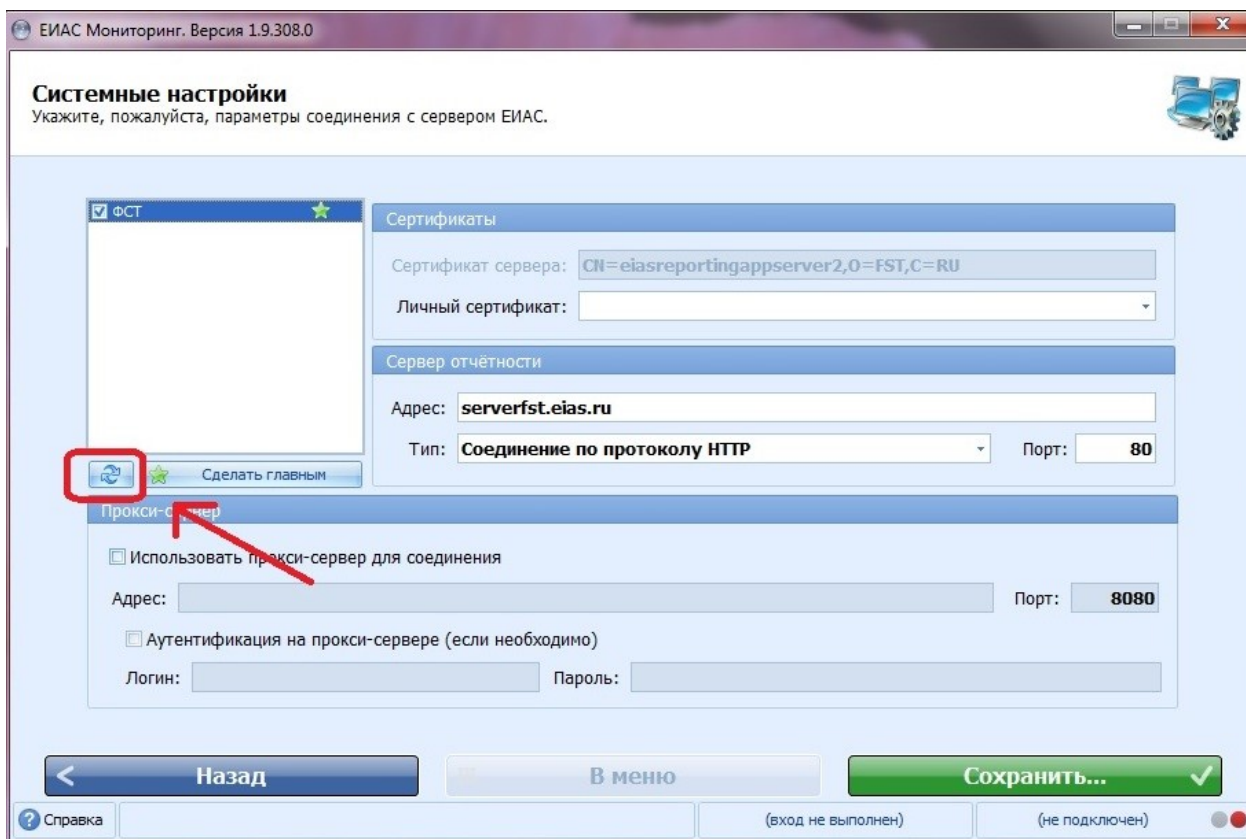 ЕИАС Мониторинг. Версия 1.9.308.0
Системные настройки
Укажите, пожалуйста, параметры соединения с сервером ЕИАС.
ФСТ
Сертификаты
Сертификат сервера: CN=eiasreportingappserver2,O=FST,C=RU
Личный сертификат:
Сервер отчётности
Адрес: serverfst.eias.ru
Тип: Соединение по протоколу HTTP Порт: 80
Сделать главным
Прокси-сервер
Использовать прокси-сервер для соединения
Адрес: Порт: 8080
Аутентификация на прокси-сервере (если необходимо)
Логин: Пароль:
Назад В меню Сохранить...
Справка (вход не выполнен) (не подключен)